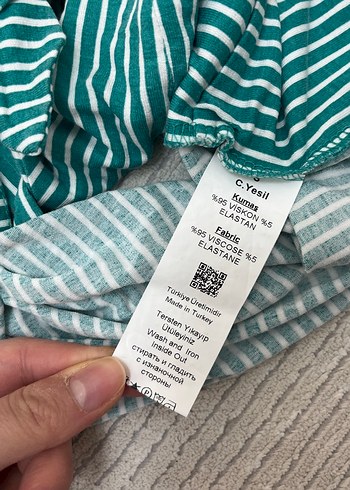 C.Yesil
Kumaş
%95 VİSKON %5
ELASTAN
Fabric
%95 VISCOSE %5
ELASTANE
Türkiye Üretimidir
Made in Turkey
Tersten Yıkayıp
Ütüleyiniz
Wash and Iron
Inside Out
стирать и гладить
с изнаночной
стороны